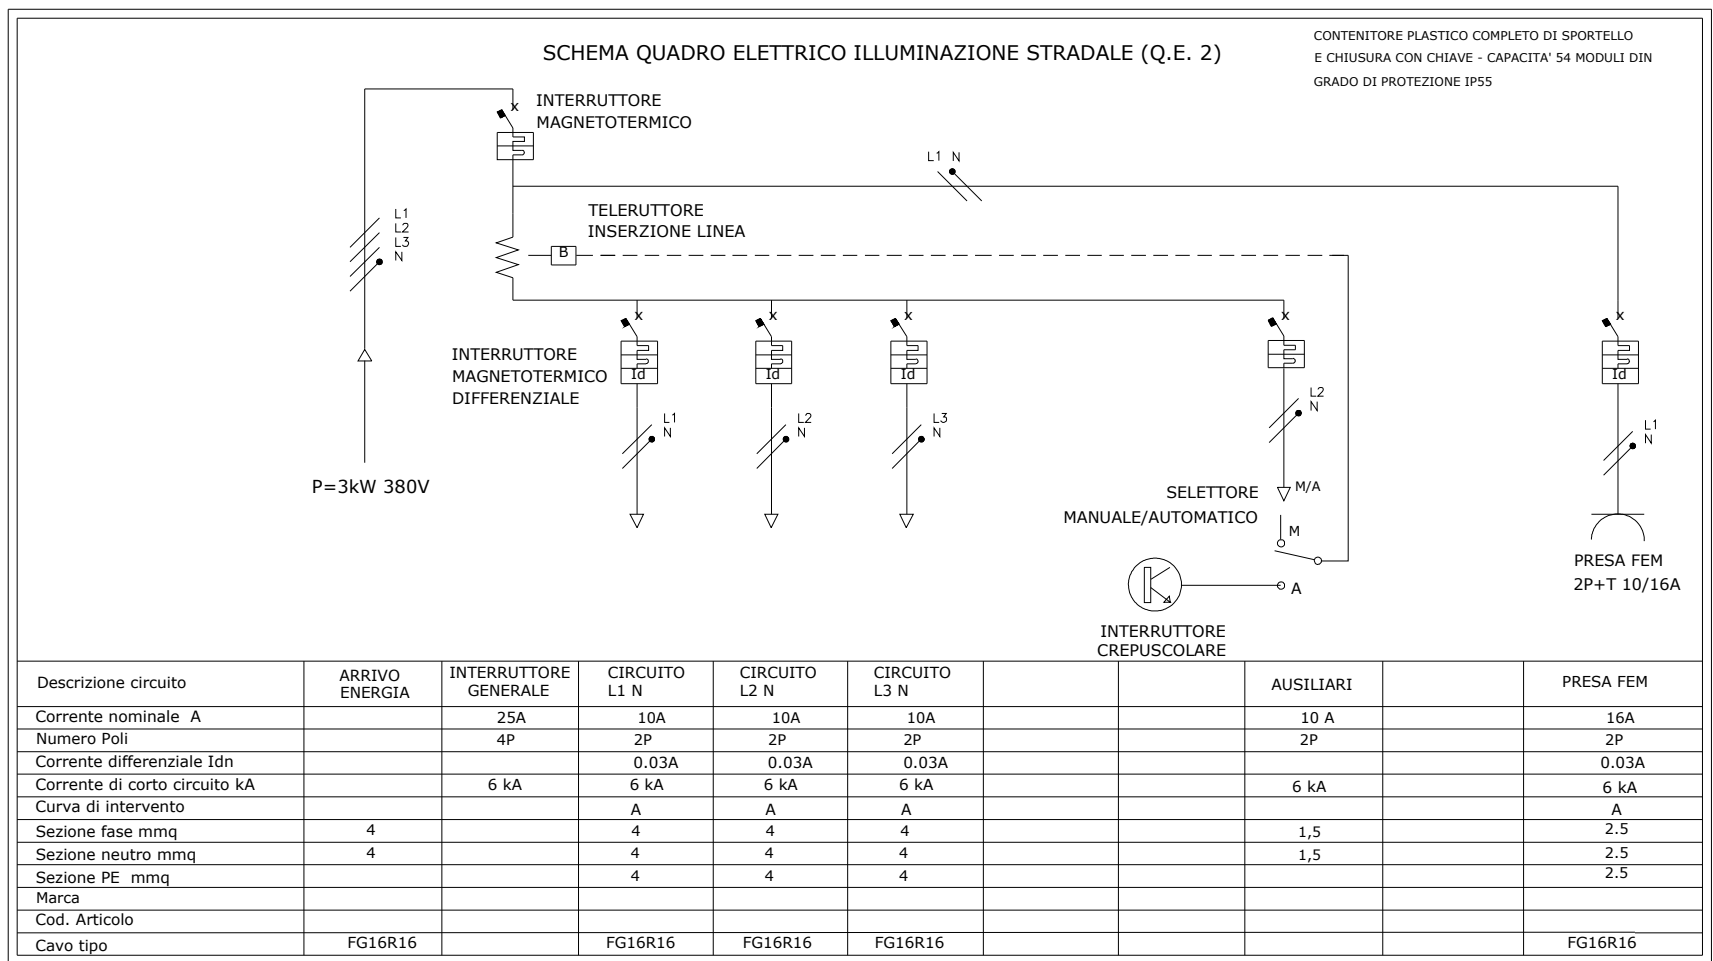 SCHEMA QUADRO ELETTRICO ILLUMINAZIONE STRADALE (Q.E. 2)
CONTENITORE PLASTICO COMPLETO DI SPORTELLO
E CHIUSURA CON CHIAVE - CAPACITA' 54 MODULI DIN
GRADO DI PROTEZIONE IP55
x
INTERRUTTORE
MAGNETOTERMICO
L1 N
L1
L2
L3
N
TELERUTTORE
INSERZIONE LINEA
B
x
x
x
x
x
INTERRUTTORE
MAGNETOTERMICO
DIFFERENZIALE
Id
Id
Id
Id
L1
N
L2
N
L3
N
L2
N
L1
N
P=3kW 380V
SELETTORE
MANUALE/AUTOMATICO
M/A
M
A
INTERRUTTORE
CREPUSCOLARE
PRESA FEM
2P+T 10/16A
Descrizione circuito
ARRIVO
ENERGIA
INTERRUTTORE
GENERALE
CIRCUITO
L1 N
CIRCUITO
L2 N
CIRCUITO
L3 N
AUSILIARI
PRESA FEM
Corrente nominale A 25A 10A 10A 10A 10 A 16A
Numero Poli 4P 2P 2P 2P 2P 2P
Corrente differenziale Idn 0.03A 0.03A 0.03A 0.03A
Corrente di corto circuito kA 6 kA 6 kA 6 kA 6 kA 6 kA 6 kA
Curva di intervento A A A A
Sezione fase mmq 4 4 4 4 1,5 2.5
Sezione neutro mmq 4 4 4 4 1,5 2.5
Sezione PE mmq 4 4 4 2.5
Marca
Cod. Articolo
Cavo tipo FG16R16 FG16R16 FG16R16 FG16R16 FG16R16